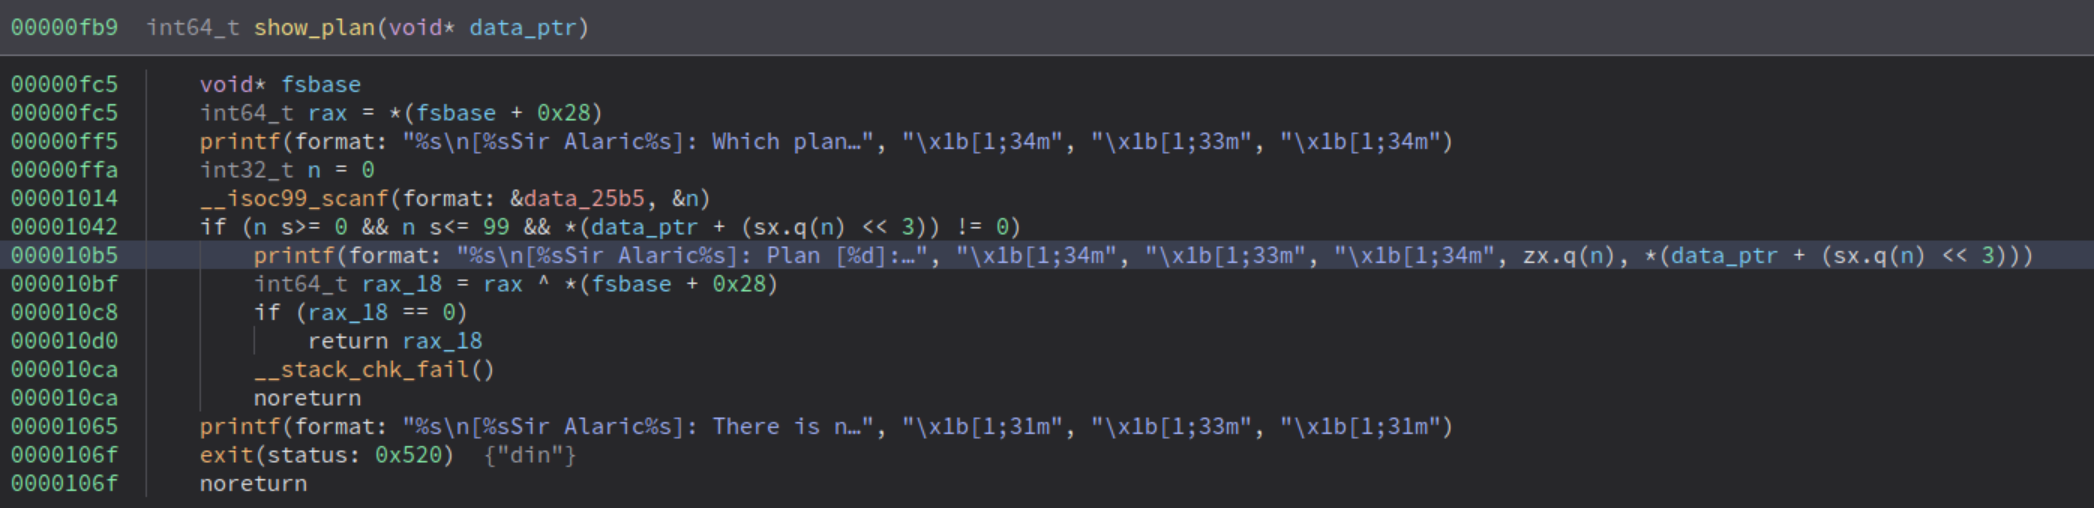 00000fb9  int64_t show_plan(void* data_ptr)
00000fc5  void* fsbase
00000fc5  int64_t rax = *(fsbase + 0x28)
00000ff5  printf(format: "%s\n[%sSir Alaric%s]: Which plan…", "\x1b[1;34m", "\x1b[1;33m", "\x1b[1;34m")
00000ffa  int32_t n = 0
00001014  __isoc99_scanf(format: &data_25b5, &n)
00001042  if (n s>= 0 && n s<= 99 && *(data_ptr + (sx.q(n) << 3)) != 0)
000010b5  printf(format: "%s\n[%sSir Alaric%s]: Plan [%d]:…", "\x1b[1;34m", "\x1b[1;33m", "\x1b[1;34m", zx.q(n), *(data_ptr + (sx.q(n) << 3)))
000010bf  int64_t rax_18 = rax ^ *(fsbase + 0x28)
000010c8  if (rax_18 == 0)
000010d0  return rax_18
000010ca  __stack_chk_fail()
000010ca  noreturn
00001065  printf(format: "%s\n[%sSir Alaric%s]: There is n…", "\x1b[1;31m", "\x1b[1;33m", "\x1b[1;31m")
0000106f  exit(status: 0x520)  {"din"}
0000106f  noreturn